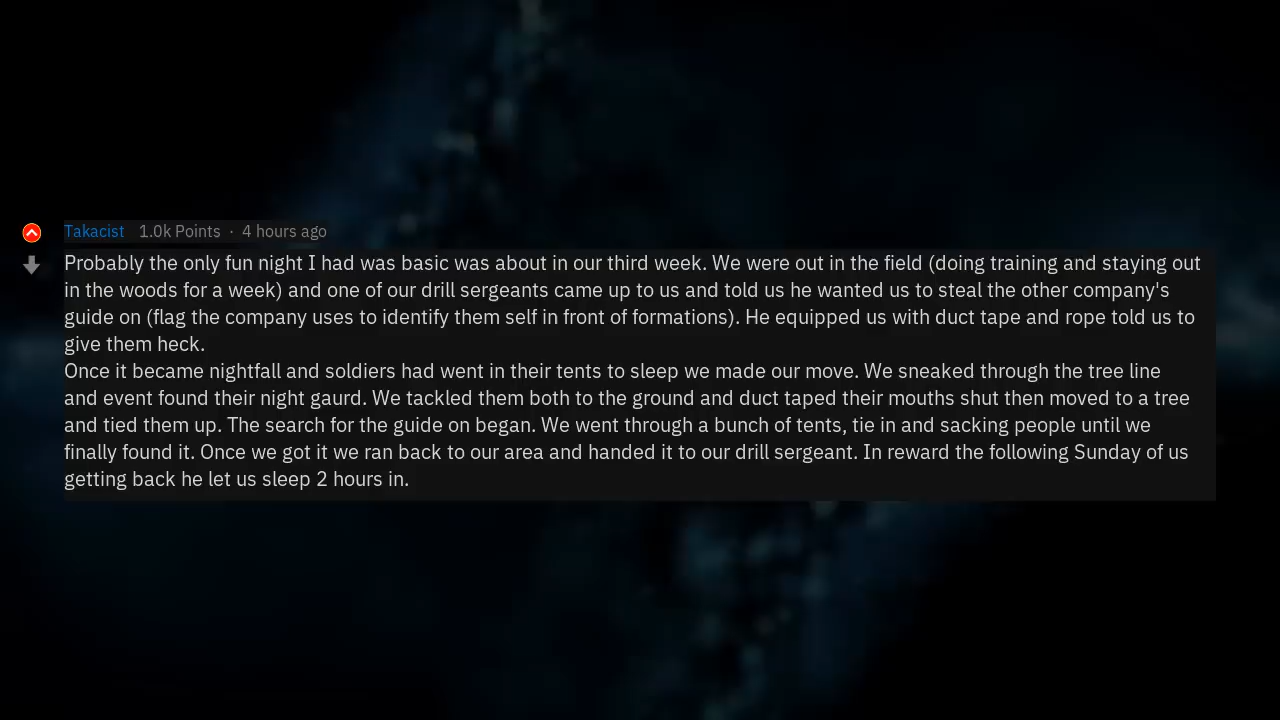 Takacist 1.0k Points · 4 hours ago
Probably the only fun night I had was basic was about in our third week. We were out in the field (doing training and staying out
in the woods for a week) and one of our drill sergeants came up to us and told us he wanted us to steal the other company's
guide on (flag the company uses to identify them self in front of formations). He equipped us with duct tape and rope told us to
give them heck.
Once it became nightfall and soldiers had went in their tents to sleep we made our move. We sneaked through the tree line
and event found their night gaurd. We tackled them both to the ground and duct taped their mouths shut then moved to a tree
and tied them up. The search for the guide on began. We went through a bunch of tents, tie in and sacking people until we
finally found it. Once we got it we ran back to our area and handed it to our drill sergeant. In reward the following Sunday of us
getting back he let us sleep 2 hours in.